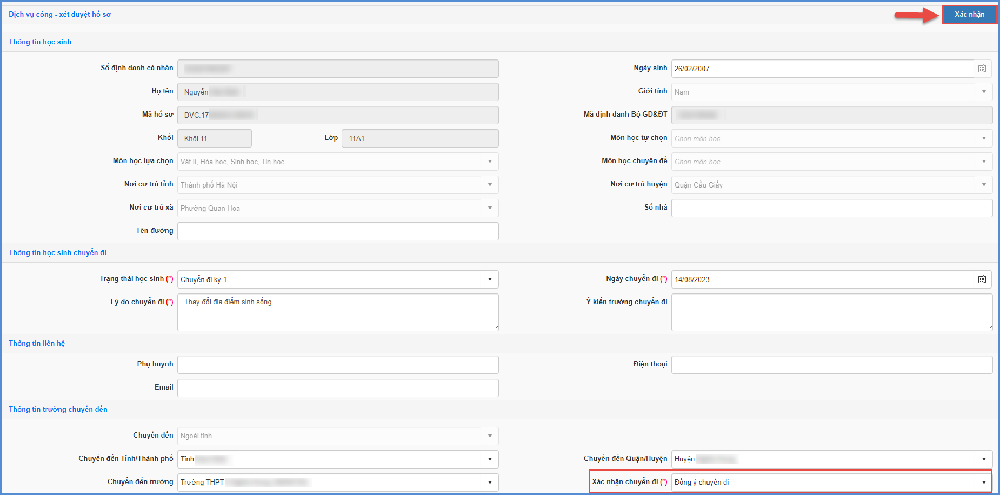 Dịch vụ công - xét duyệt hồ sơ
Xác nhận
Thông tin học sinh
Số định danh cá nhân
Ngày sinh 26/02/2007
Họ tên Nguyễn
Giới tính Nam
Mã hồ sơ DVC.17
Mã định danh Bộ GD&ĐT
Khối Khối 11 Lớp 11A1
Môn học tự chọn Chọn môn học
Môn học lựa chọn Vật lí, Hóa học, Sinh học, Tin học
Môn học chuyên đề Chọn môn học
Nơi cư trú tỉnh Thành phố Hà Nội
Nơi cư trú huyện Quận Cầu Giấy
Nơi cư trú xã Phường Quan Hoa
Số nhà
Tên đường
Thông tin học sinh chuyển đi
Trạng thái học sinh (*) Chuyển đi kỳ 1
Ngày chuyển đi (*) 14/08/2023
Lý do chuyển đi (*) Thay đổi địa điểm sinh sống
Ý kiến trường chuyển đi
Thông tin liên hệ
Phụ huynh
Điện thoại
Email
Thông tin trường chuyển đến
Chuyển đến Ngoài tỉnh
Chuyển đến Tỉnh/Thành phố Tỉnh
Chuyển đến Quận/Huyện Huyện
Chuyển đến trường Trường THPT
Xác nhận chuyển đi (*) Đồng ý chuyển đi